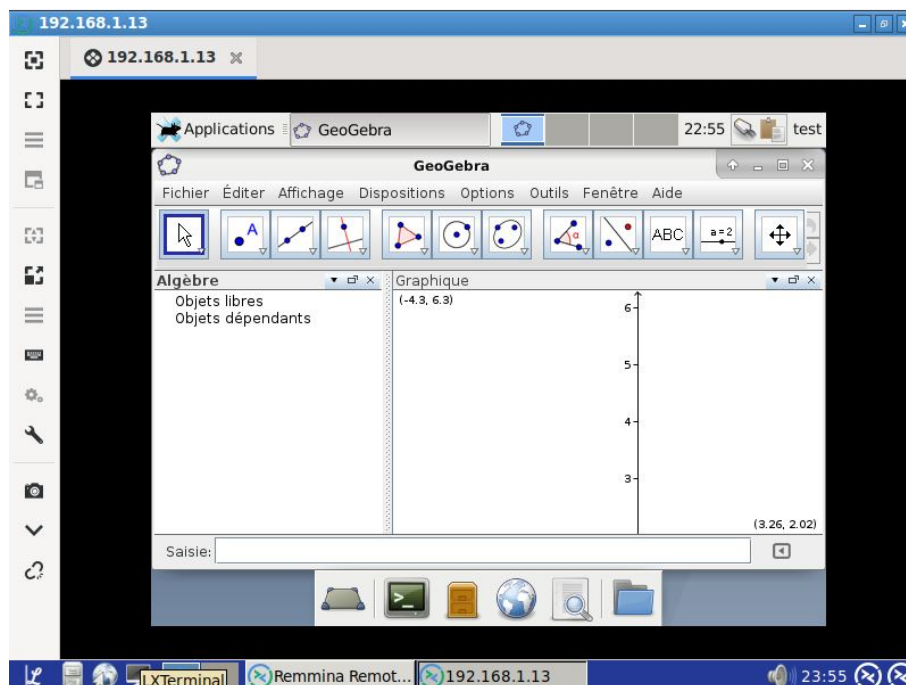 192.168.1.13
192.168.1.13
Applications GeoGebra 22:55 test
GeoGebra
Fichier Éditer Affichage Dispositions Options Outils Fenêtre Aide
A α ABC a=2
Algèbre Graphique
Objets libres
Objets dépendants
(-4.3, 6.3)
6
5
4
3
(3.26, 2.02)
Saisie:
>_
LXTerminal Remmina Remot... 192.168.1.13 23:55